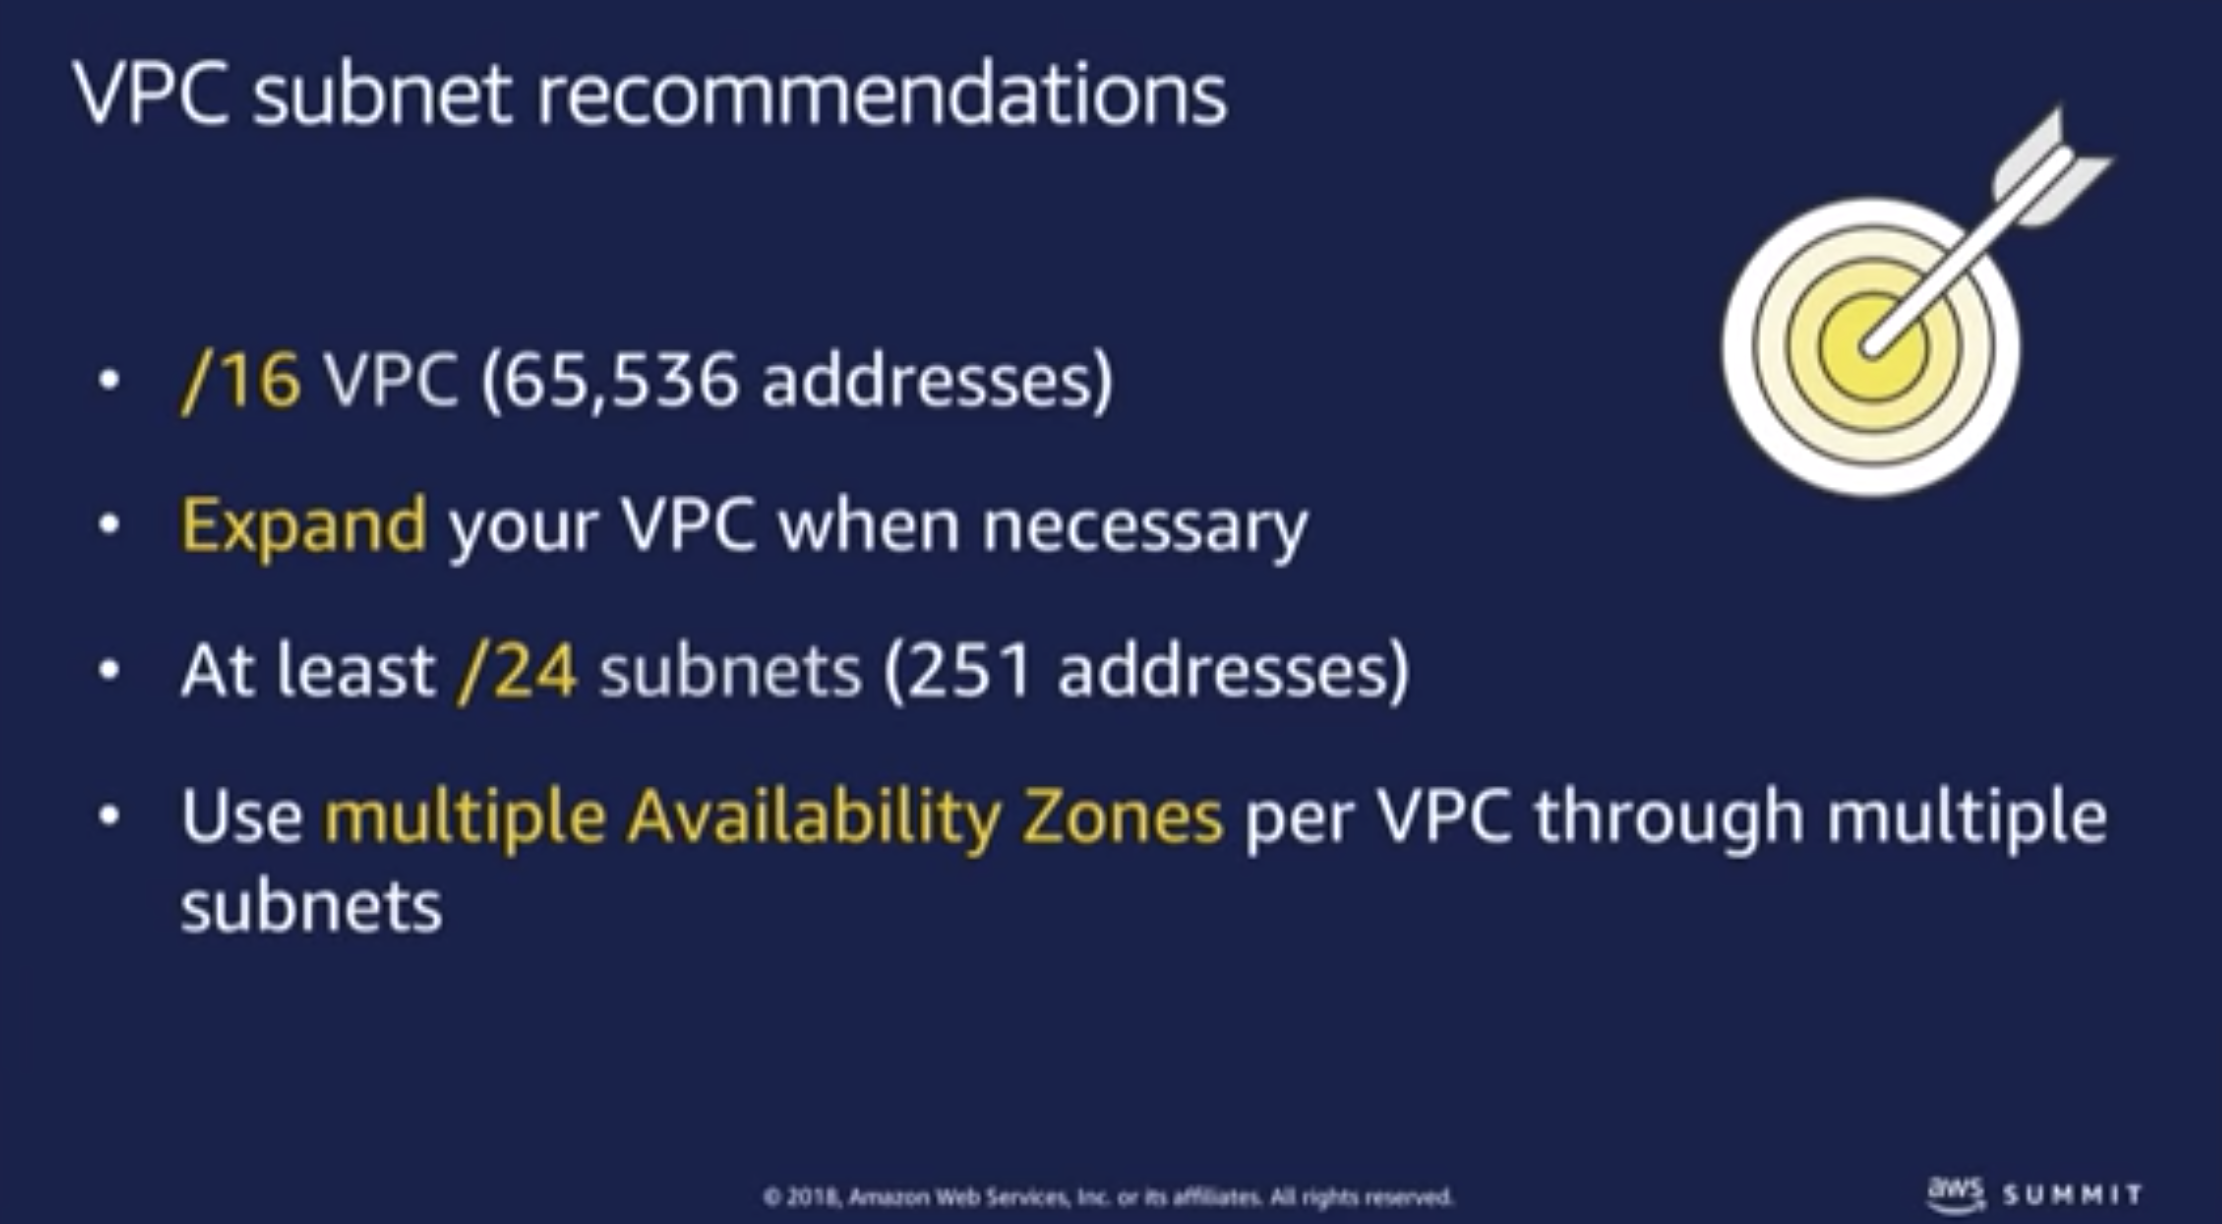 VPC subnet recommendations
• /16 VPC (65,536 addresses)
• Expand your VPC when necessary
• At least /24 subnets (251 addresses)
• Use multiple Availability Zones per VPC through multiple
subnets
© 2018, Amazon Web Services, Inc. or its affiliates. All rights reserved.
aws SUMMIT